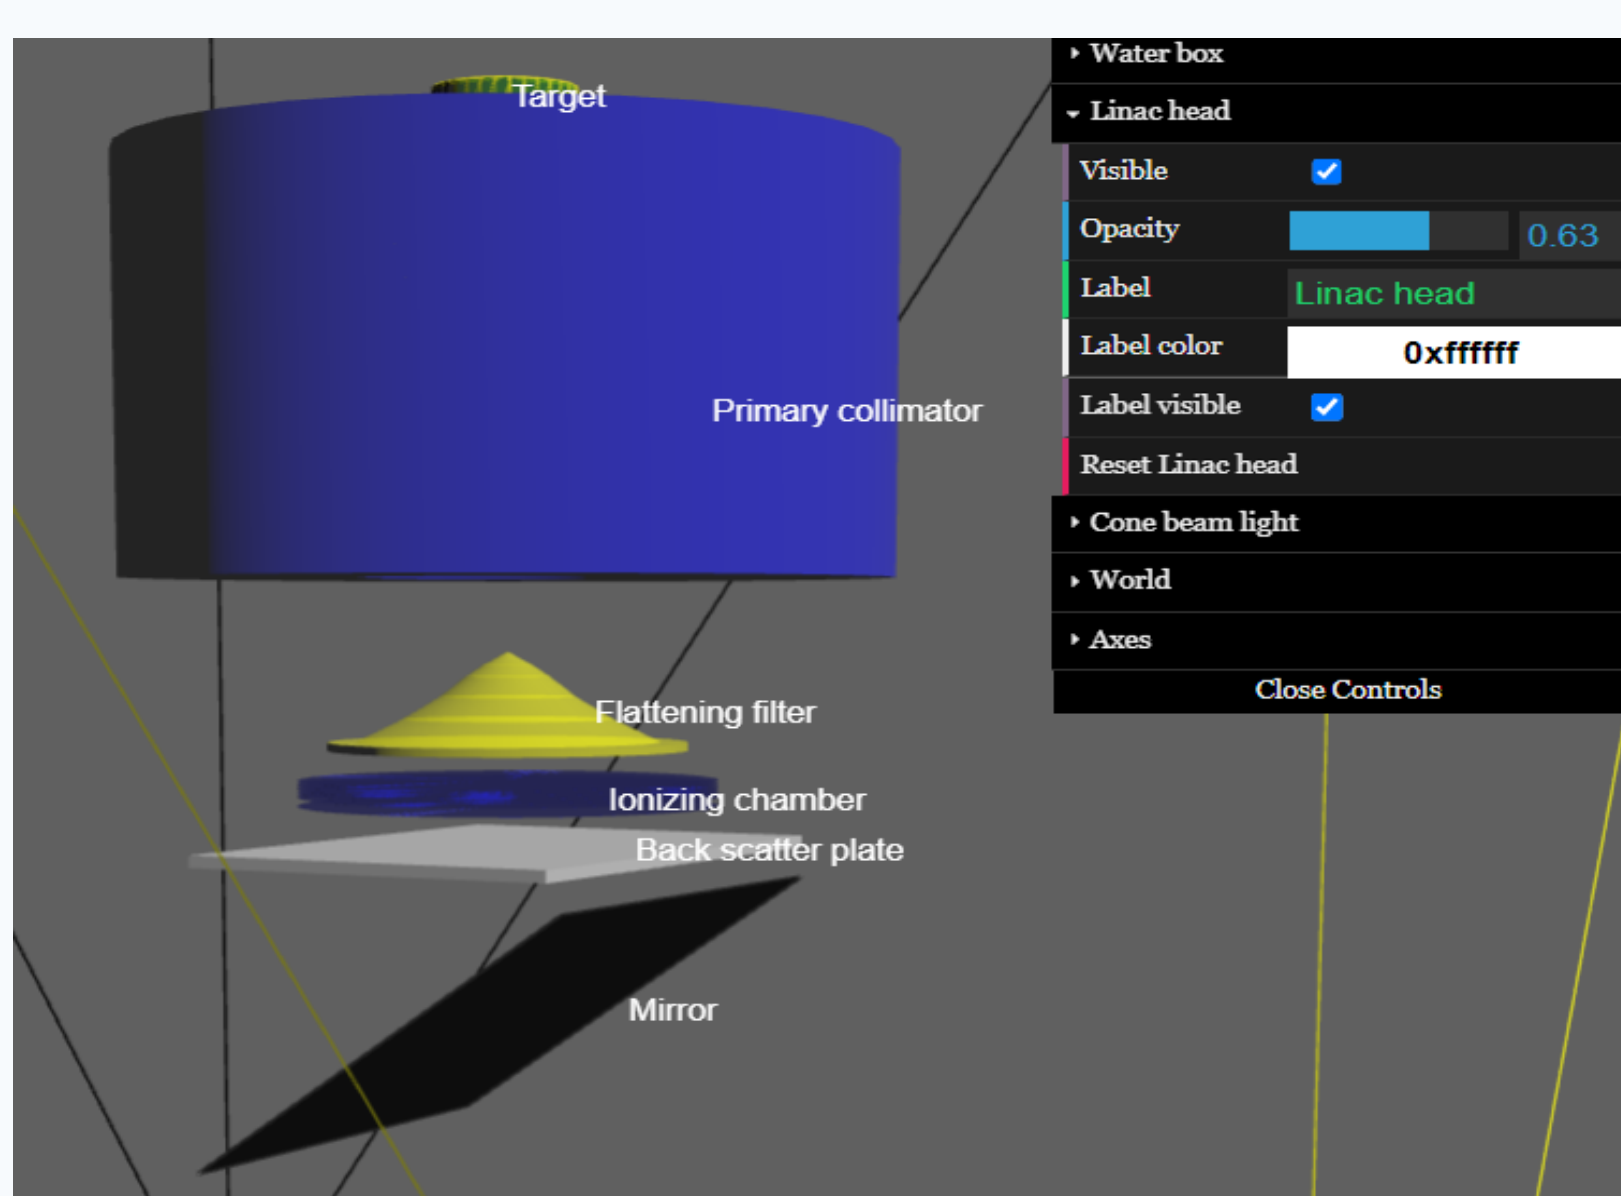 Target
Primary collimator
Flattening filter
Ionizing chamber
Back scatter plate
Mirror
Water box
Linac head
Visible
Opacity 0.63
Label Linac head
Label color 0xffffff
Label visible
Reset Linac head
Cone beam light
World
Axes
Close Controls